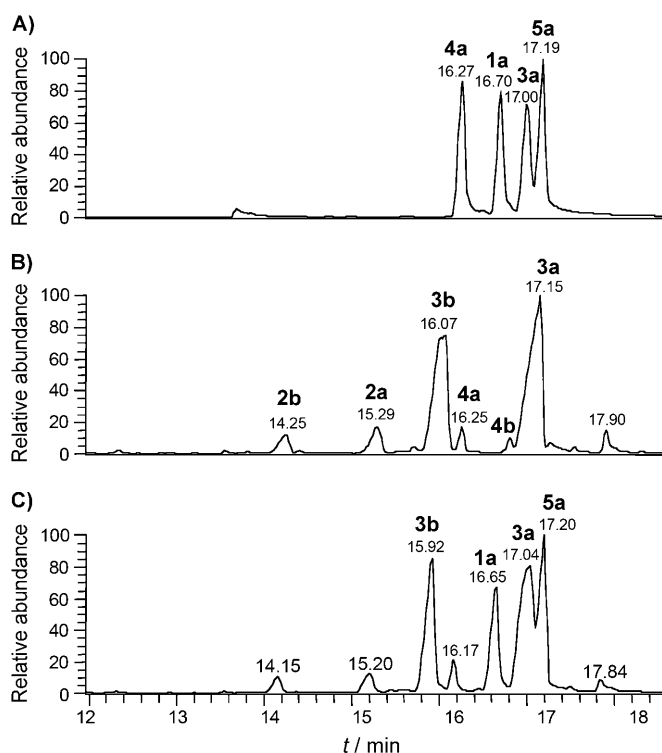 A)
Relative abundance
100
80
60
40
20
0
4a
16.27
1a
16.70
3a
17.00
5a
17.19
B)
Relative abundance
100
80
60
40
20
0
2b
14.25
2a
15.29
3b
16.07
4a
16.25
4b
3a
17.15
17.90
C)
Relative abundance
100
80
60
40
20
0
14.15
15.20
3b
15.92
16.17
1a
16.65
3a
17.04
5a
17.20
17.84
12 13 14 15 16 17 18
t / min